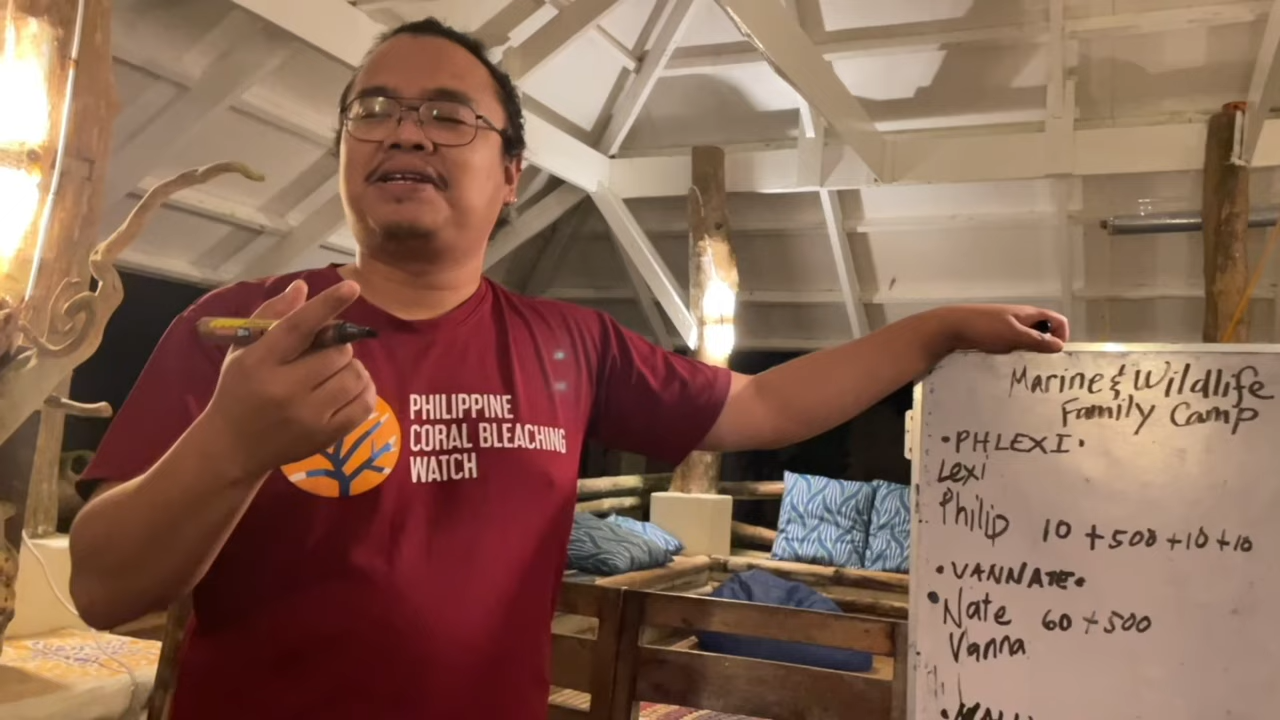 PHILIPPINE
CORAL BLEACHING
WATCH
Marine & Wildlife
Family Camp
•PHLEXI•
Lexi
Philip 10 +500 +10 +10
•VANNATE•
•Nate 60 +500
Vanna